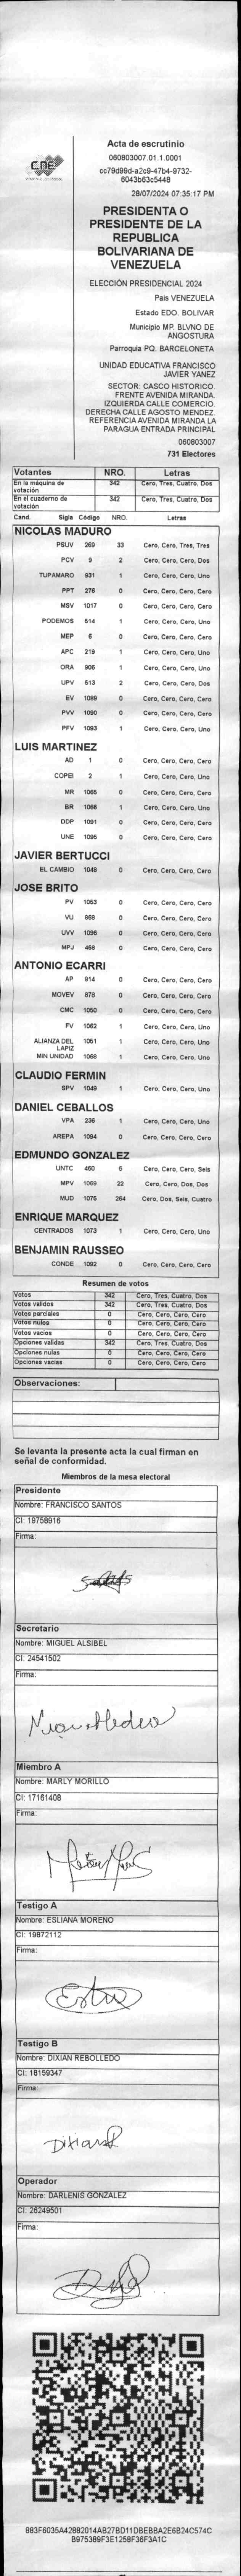 CNE
Acta de escrutinio
060803007.01.1.0001
cc79d99d-a2c9-47b4-9732-
6043b63c5448
28/07/2024 07:35:17 PM
PRESIDENTA O
PRESIDENTE DE LA
REPUBLICA
BOLIVARIANA DE
VENEZUELA
ELECCIÓN PRESIDENCIAL 2024
Pais VENEZUELA
Estado EDO. BOLIVAR
Municipio MP. BLVNO DE
ANGOSTURA
Parroquia PQ. BARCELONETA
UNIDAD EDUCATIVA FRANCISCO
JAVIER YANEZ
SECTOR: CASCO HISTORICO.
FRENTE AVENIDA MIRANDA.
IZQUIERDA CALLE COMERCIO.
DERECHA CALLE AGOSTO MENDEZ.
REFERENCIA AVENIDA MIRANDA LA
PARAGUA ENTRADA PRINCIPAL
060803007
731 Electores
Votantes NRO. Letras
En la máquina de votación 342 Cero, Tres, Cuatro, Dos
En el cuaderno de votación 342 Cero, Tres, Cuatro, Dos
Cand. Sigla Código NRO. Letras
NICOLAS MADURO
PSUV 269 33 Cero, Cero, Tres, Tres
PCV 9 2 Cero, Cero, Cero, Dos
TUPAMARO 931 1 Cero, Cero, Cero, Uno
PPT 276 0 Cero, Cero, Cero, Cero
MSV 1017 0 Cero, Cero, Cero, Cero
PODEMOS 514 1 Cero, Cero, Cero, Uno
MEP 6 0 Cero, Cero, Cero, Cero
APC 219 1 Cero, Cero, Cero, Uno
ORA 906 1 Cero, Cero, Cero, Uno
UPV 513 2 Cero, Cero, Cero, Dos
EV 1089 0 Cero, Cero, Cero, Cero
PVV 1090 0 Cero, Cero, Cero, Cero
PFV 1093 1 Cero, Cero, Cero, Uno
LUIS MARTINEZ
AD 1 0 Cero, Cero, Cero, Cero
COPEI 2 1 Cero, Cero, Cero, Uno
MR 1065 0 Cero, Cero, Cero, Cero
BR 1066 1 Cero, Cero, Cero, Uno
DDP 1091 0 Cero, Cero, Cero, Cero
UNE 1095 0 Cero, Cero, Cero, Cero
JAVIER BERTUCCI
EL CAMBIO 1048 0 Cero, Cero, Cero, Cero
JOSE BRITO
PV 1053 0 Cero, Cero, Cero, Cero
VU 868 0 Cero, Cero, Cero, Cero
UVV 1096 0 Cero, Cero, Cero, Cero
MPJ 458 0 Cero, Cero, Cero, Cero
ANTONIO ECARRI
AP 814 0 Cero, Cero, Cero, Cero
MOVEV 878 0 Cero, Cero, Cero, Cero
CMC 1050 0 Cero, Cero, Cero, Cero
FV 1062 1 Cero, Cero, Cero, Uno
ALIANZA DEL LAPIZ 1051 1 Cero, Cero, Cero, Uno
MIN UNIDAD 1068 1 Cero, Cero, Cero, Uno
CLAUDIO FERMIN
SPV 1049 1 Cero, Cero, Cero, Uno
DANIEL CEBALLOS
VPA 236 1 Cero, Cero, Cero, Uno
AREPA 1094 0 Cero, Cero, Cero, Cero
EDMUNDO GONZALEZ
UNTC 460 6 Cero, Cero, Cero, Seis
MPV 1069 22 Cero, Cero, Dos, Dos
MUD 1075 264 Cero, Dos, Seis, Cuatro
ENRIQUE MARQUEZ
CENTRADOS 1073 1 Cero, Cero, Cero, Uno
BENJAMIN RAUSSEO
CONDE 1092 0 Cero, Cero, Cero, Cero
Resumen de votos
Votos 342 Cero, Tres, Cuatro, Dos
Votos validos 342 Cero, Tres, Cuatro, Dos
Votos parciales 0 Cero, Cero, Cero, Cero
Votos nulos 0 Cero, Cero, Cero, Cero
Votos vacios 0 Cero, Cero, Cero, Cero
Opciones validas 342 Cero, Tres, Cuatro, Dos
Opciones nulas 0 Cero, Cero, Cero, Cero
Opciones vacias 0 Cero, Cero, Cero, Cero
Observaciones:
Se levanta la presente acta la cual firman en
señal de conformidad.
Miembros de la mesa electoral
Presidente
Nombre: FRANCISCO SANTOS
CI: 19758916
Firma:
Secretario
Nombre: MIGUEL ALSIBEL
CI: 24541502
Firma:
Miembro A
Nombre: MARLY MORILLO
CI: 17161408
Firma:
Testigo A
Nombre: ESLIANA MORENO
CI: 19872112
Firma:
Testigo B
Nombre: DIXIAN REBOLLEDO
CI: 18159347
Firma:
Operador
Nombre: DARLENIS GONZALEZ
CI: 26249501
Firma:
883F6035A42882014AB27BD11DBEBBA2E6B24C574C
B975389F3E1258F36F3A1C